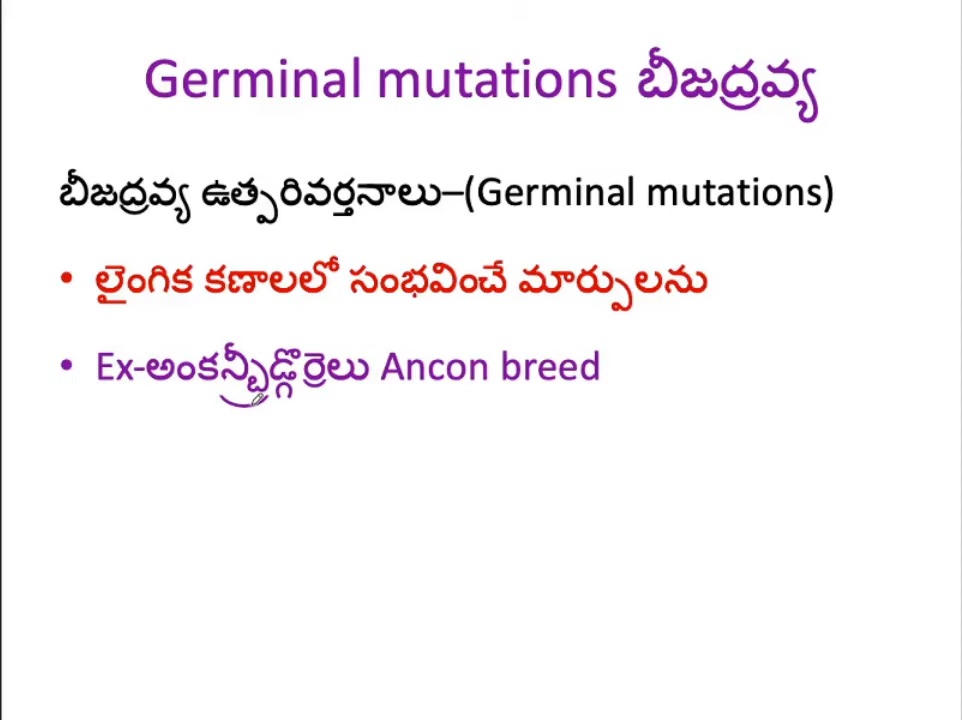 Germinal mutations బీజద్రవ్య
బీజద్రవ్య ఉత్పరివర్తనాలు–(Germinal mutations)
• లైంగిక కణాలలో సంభవించే మార్పులను
• Ex-అంకన్బ్రీడ్గొర్రెలు Ancon breed